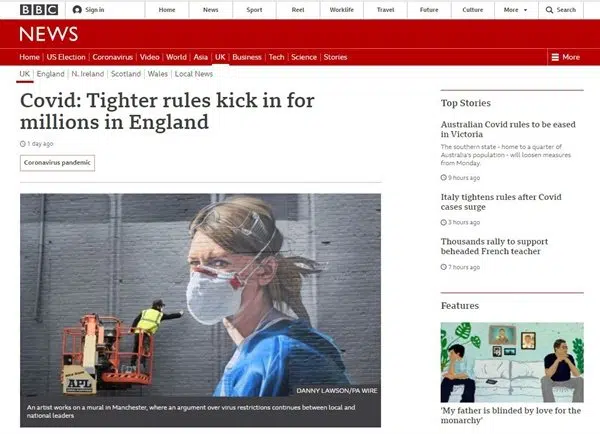 BBC Sign in Home News Sport Reel Worklife Travel Future Culture More Search
NEWS
Home US Election Coronavirus Video World Asia UK Business Tech Science Stories More
UK England N. Ireland Scotland Wales Local News
Covid: Tighter rules kick in for
millions in England
1 day ago
Coronavirus pandemic
APL
DANNY LAWSON/PA WIRE
An artist works on a mural in Manchester, where an argument over virus restrictions continues between local and
national leaders
Top Stories
Australian Covid rules to be eased
in Victoria
The southern state - home to a quarter of
Australia's population - will loosen measures
from Monday.
9 hours ago
Italy tightens rules after Covid
cases surge
3 hours ago
Thousands rally to support
beheaded French teacher
7 hours ago
Features
'My father is blinded by love for the
monarchy'